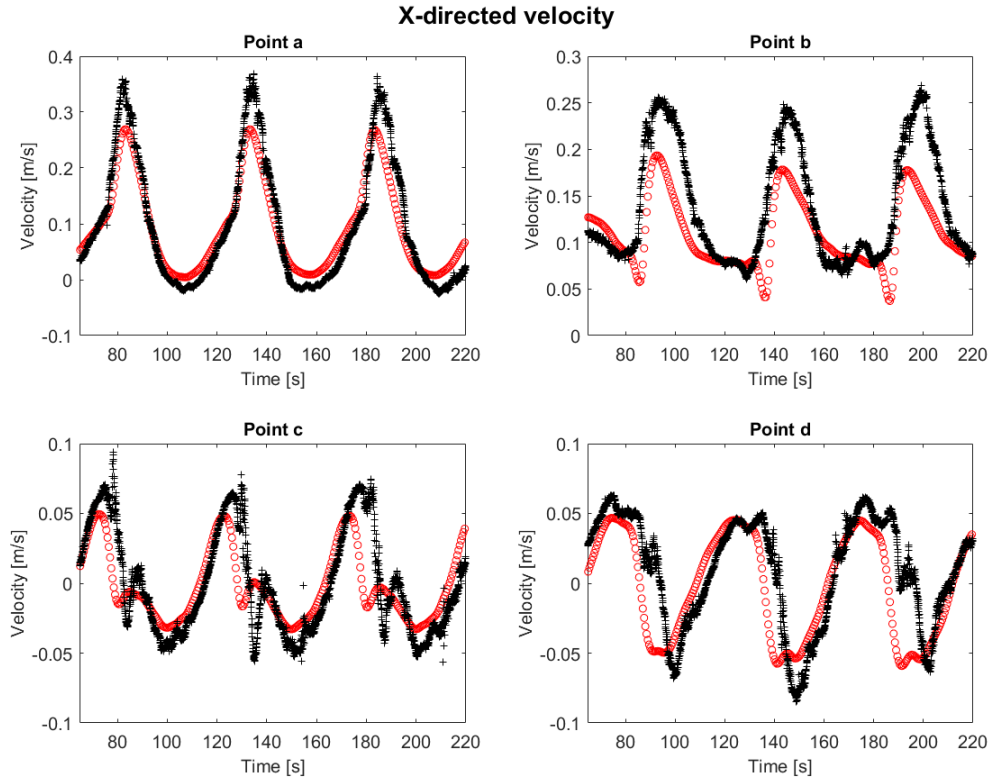 X-directed velocity
Point a
0.4
0.3
0.2
0.1
0
-0.1
Velocity [m/s]
80 100 120 140 160 180 200 220
Time [s]
Point b
0.3
0.25
0.2
0.15
0.1
0.05
0
Velocity [m/s]
80 100 120 140 160 180 200 220
Time [s]
Point c
0.1
0.05
0
-0.05
-0.1
Velocity [m/s]
80 100 120 140 160 180 200 220
Time [s]
Point d
0.1
0.05
0
-0.05
-0.1
Velocity [m/s]
80 100 120 140 160 180 200 220
Time [s]